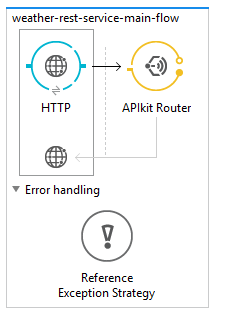 weather-rest-service-main-flow
HTTP
APIkit Router
Error handling
Reference
Exception Strategy